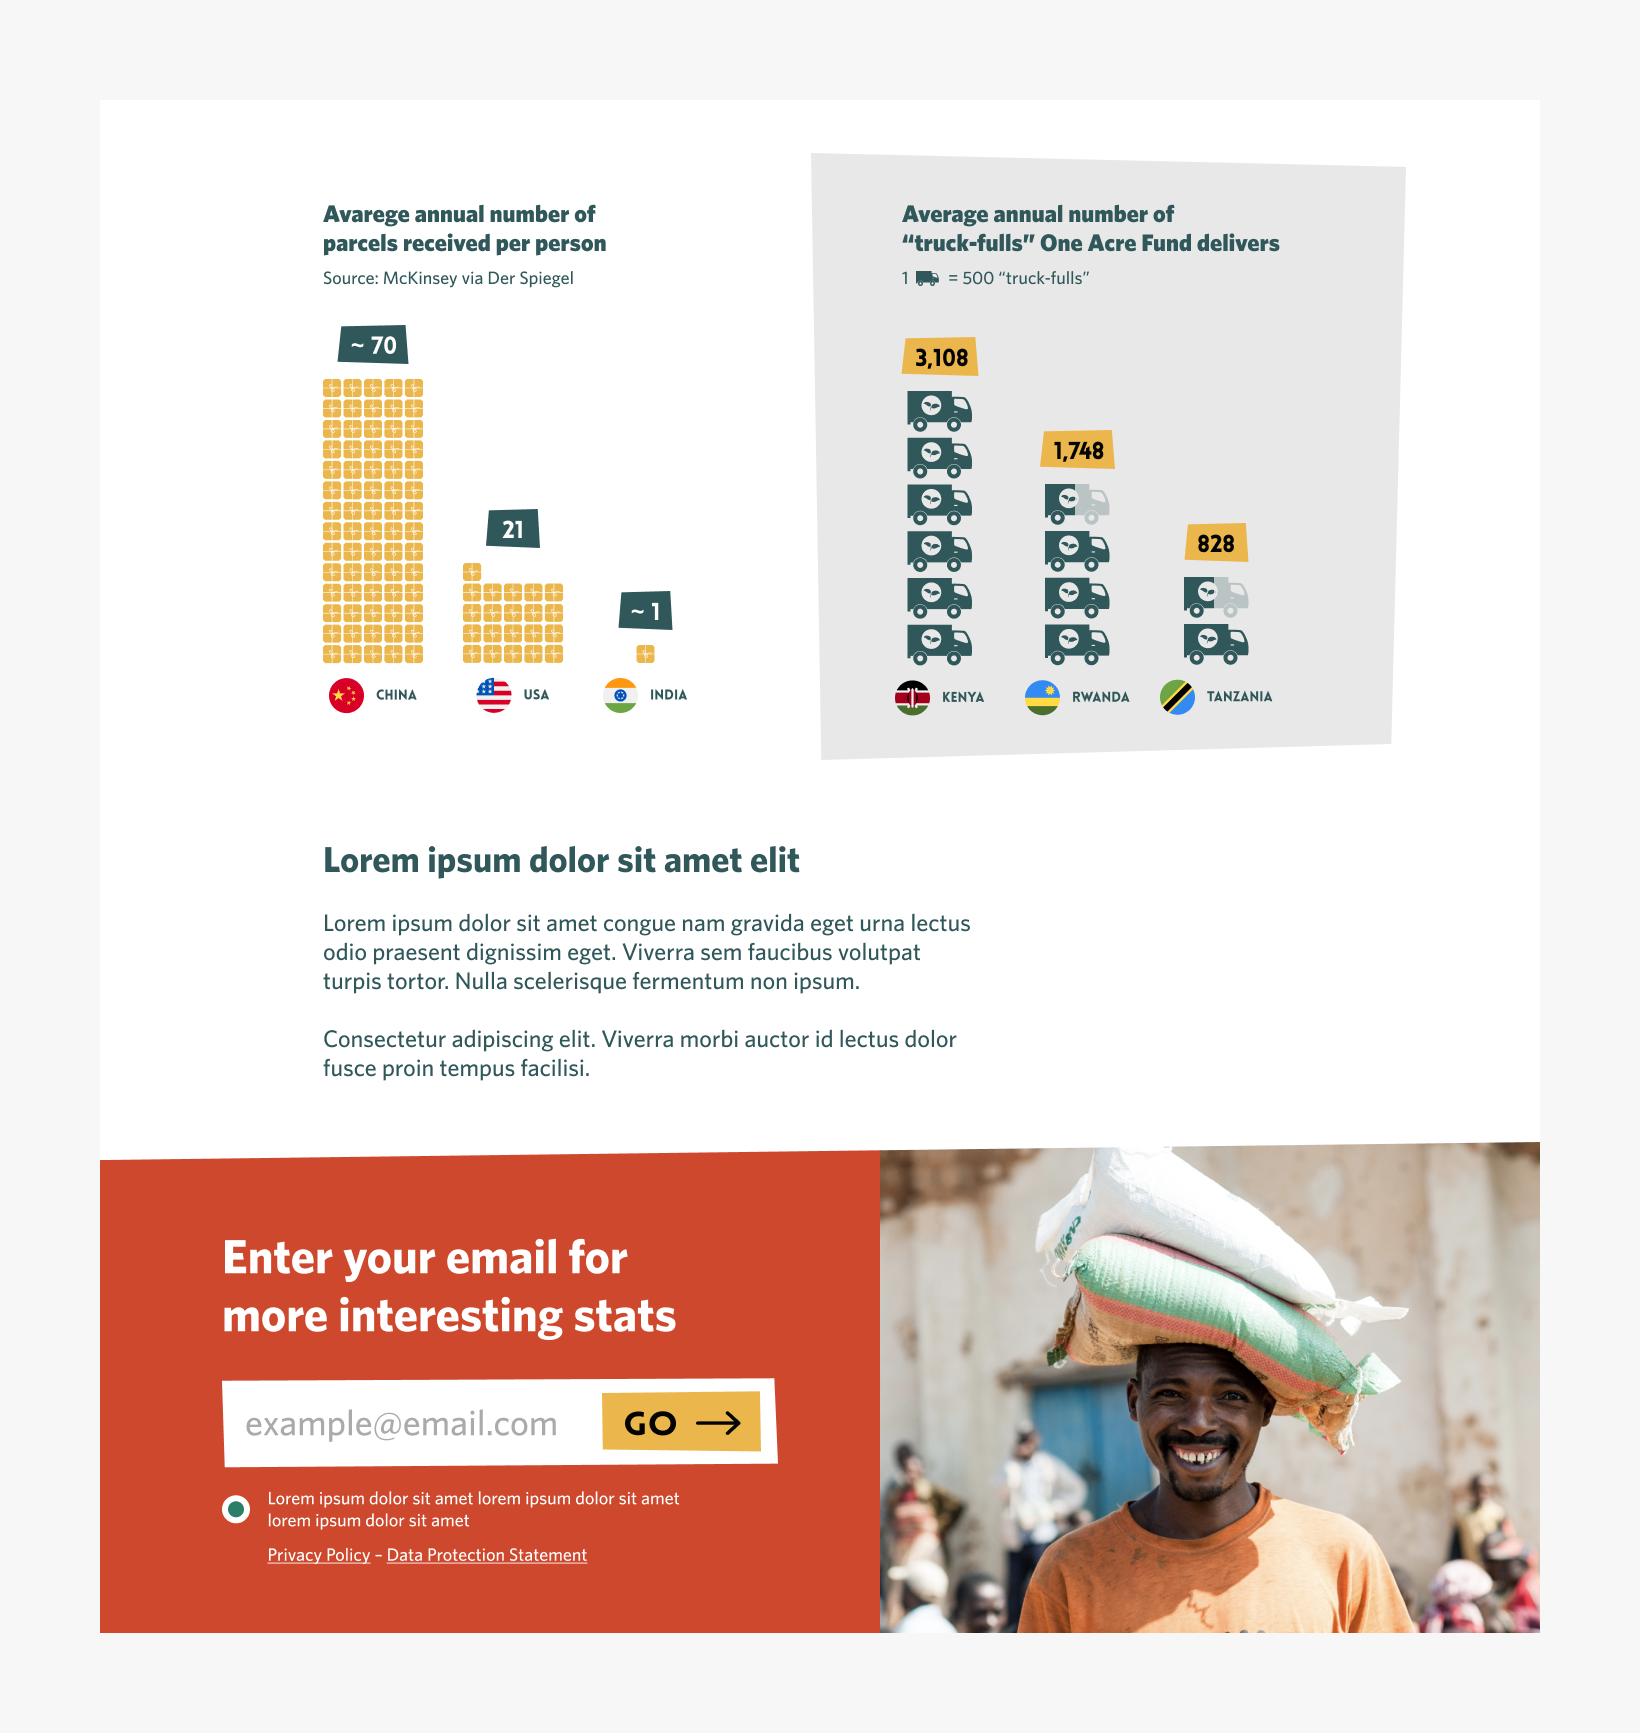 Avarege annual number of
parcels received per person
Source: McKinsey via Der Spiegel
~ 70
21
~ 1
CHINA
USA
INDIA
Average annual number of
“truck-fulls” One Acre Fund delivers
1 = 500 “truck-fulls”
3,108
1,748
828
KENYA
RWANDA
TANZANIA
Lorem ipsum dolor sit amet elit
Lorem ipsum dolor sit amet congue nam gravida eget urna lectus
odio praesent dignissim eget. Viverra sem faucibus volutpat
turpis tortor. Nulla scelerisque fermentum non ipsum.
Consectetur adipiscing elit. Viverra morbi auctor id lectus dolor
fusce proin tempus facilisi.
Enter your email for
more interesting stats
example@email.com
GO
Lorem ipsum dolor sit amet lorem ipsum dolor sit amet
lorem ipsum dolor sit amet
Privacy Policy – Data Protection Statement